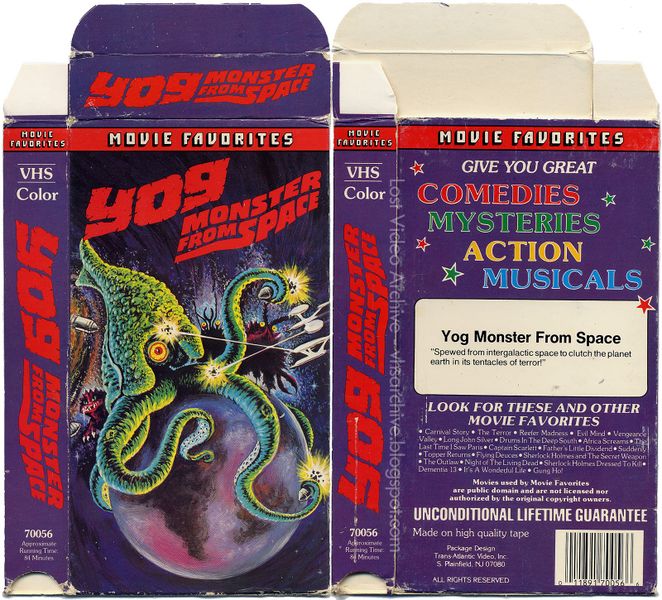 YOG MONSTER
FROM SPACE
MOVIE
FAVORITES
VHS
Color
YOG MONSTER
FROM SPACE
70056
Approximate
Running Time:
84 Minutes
MOVIE FAVORITES
YOG
MONSTER
FROM SPACE
MOVIE
FAVORITES
VHS
Color
YOG MONSTER
FROM SPACE
70056
Approximate
Running Time:
84 Minutes
Lost Video Archive - vhsarchive.blogspot.com
MOVIE FAVORITES
GIVE YOU GREAT
COMEDIES
MYSTERIES
ACTION
MUSICALS
Yog Monster From Space
"Spewed from intergalactic space to clutch the planet
earth in its tentacles of terror!"
LOOK FOR THESE AND OTHER
MOVIE FAVORITES
• Carnival Story • The Terror • Reefer Madness • Evil Mind • Vengeance
Valley • Long John Silver • Drums In The Deep South • Africa Screams • The
Last Time I Saw Paris • Captain Scarlett • Father's Little Dividend • Suddenly
• Topper Returns • Flying Deuces • Sherlock Holmes and The Secret Weapon
• The Outlaw • Night of The Living Dead • Sherlock Holmes Dressed To Kill •
Dementia 13 • It's A Wonderful Life • Gung Ho!
Movies used by Movie Favorites
are public domain and are not licensed nor
authorized by the original copyright owners.
UNCONDITIONAL LIFETIME GUARANTEE
Made on high quality tape
Package Design
Trans-Atlantic Video, Inc.
S. Plainfield, NJ 07080
ALL RIGHTS RESERVED
0 11891-70056 6